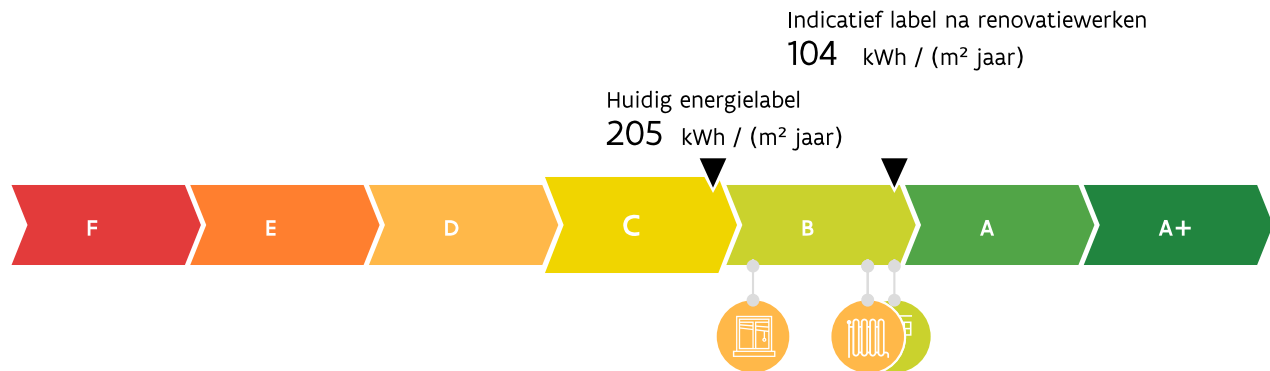 Indicatief label na renovatiewerken
104 kWh / (m² jaar)
Huidig energielabel
205 kWh / (m² jaar)
F E D C B A A+